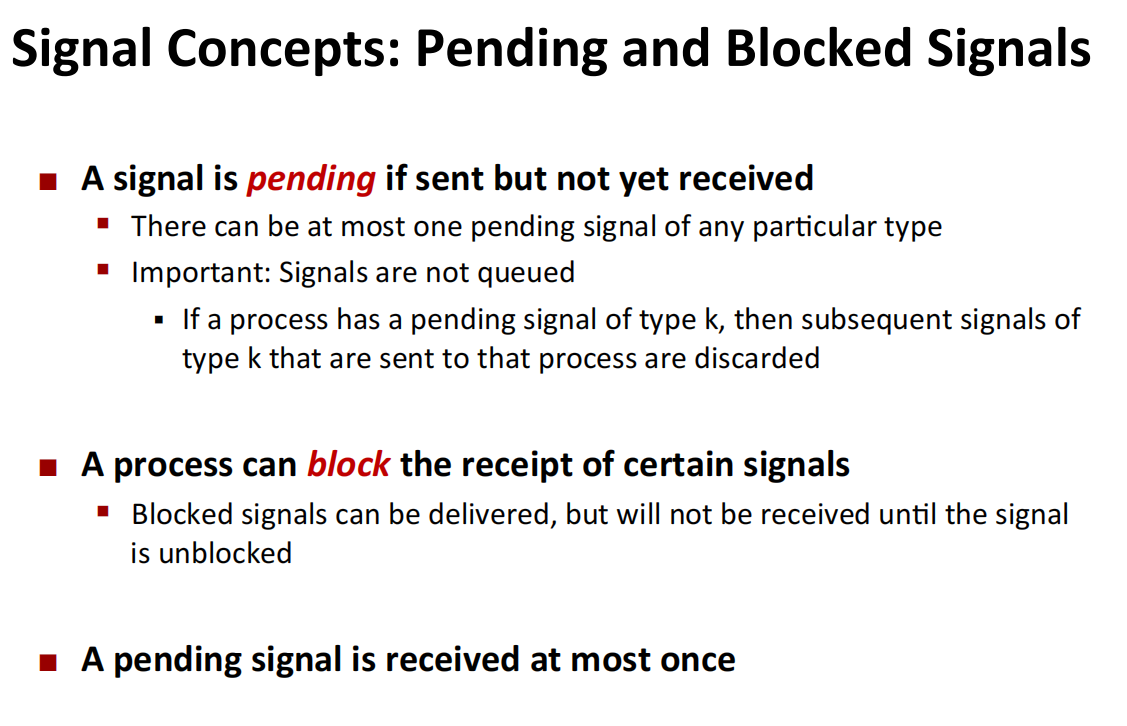 Signal Concepts: Pending and Blocked Signals
■ A signal is pending if sent but not yet received
▪ There can be at most one pending signal of any particular type
▪ Important: Signals are not queued
▪ If a process has a pending signal of type k, then subsequent signals of
type k that are sent to that process are discarded
■ A process can block the receipt of certain signals
▪ Blocked signals can be delivered, but will not be received until the signal
is unblocked
■ A pending signal is received at most once